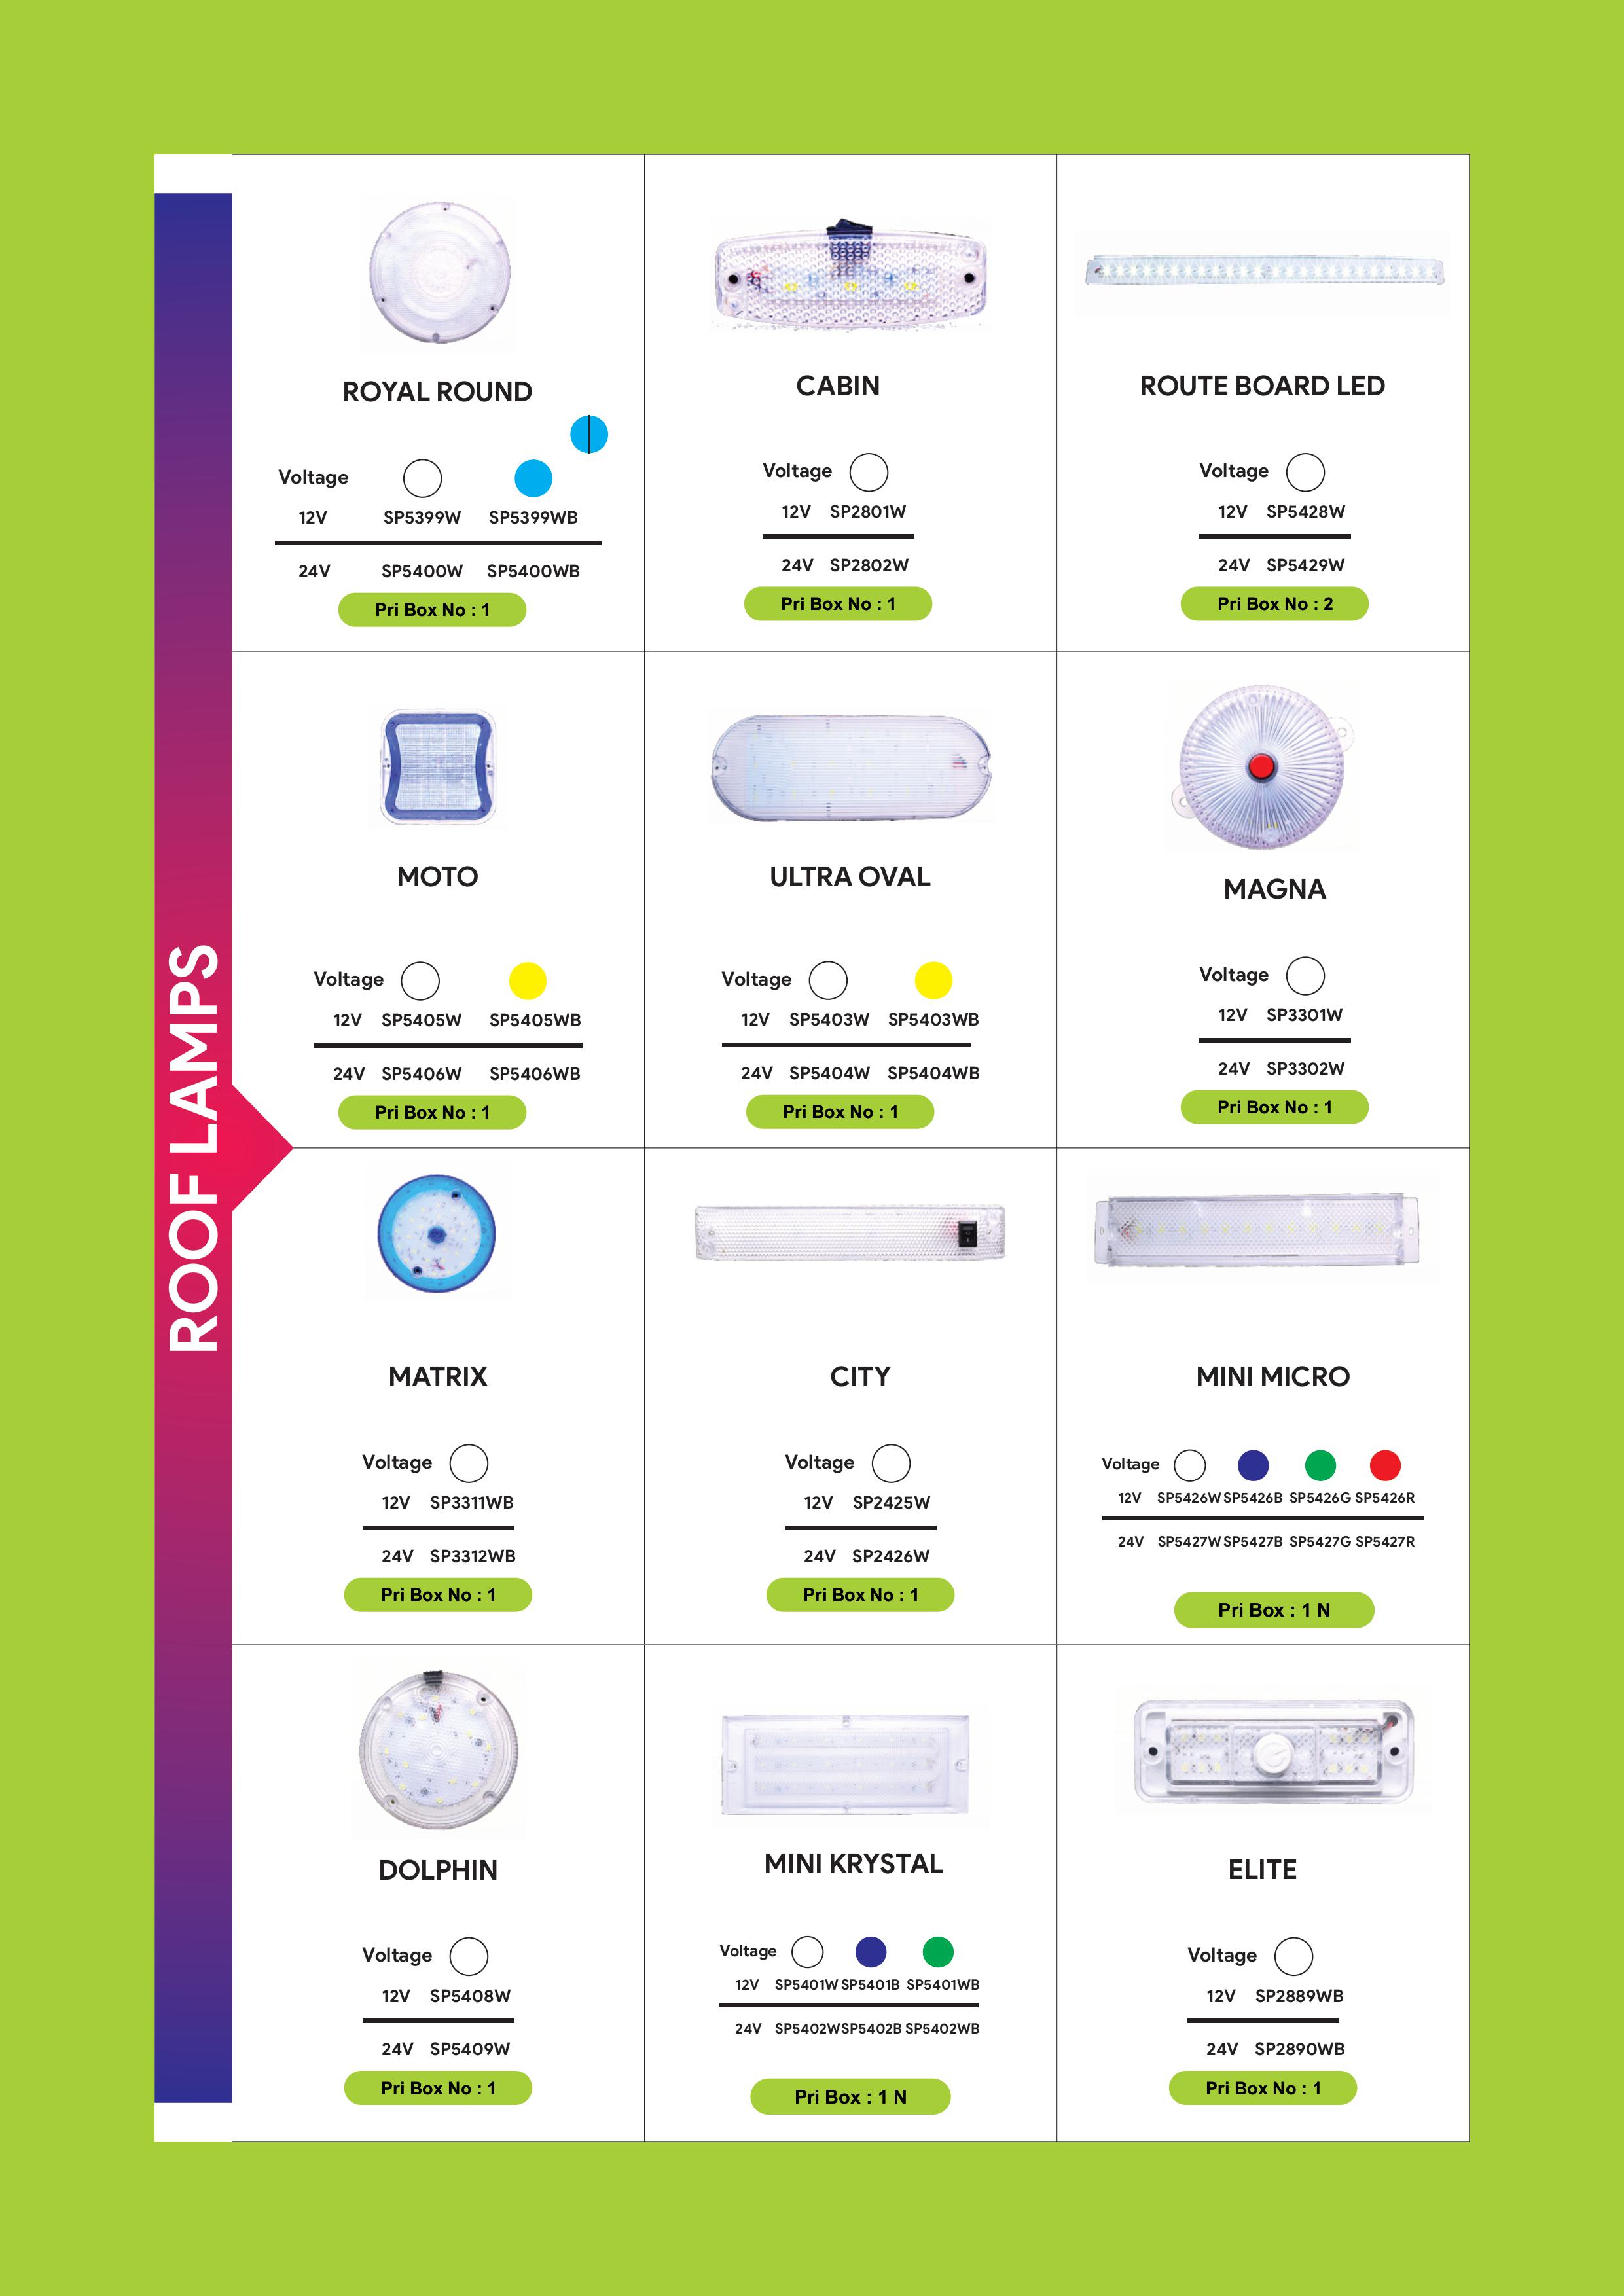 ROOF LAMPS
ROYAL ROUND
Voltage
12V SP5399W SP5399WB
24V SP5400W SP5400WB
Pri Box No : 1
CABIN
Voltage
12V SP2801W
24V SP2802W
Pri Box No : 1
ROUTE BOARD LED
Voltage
12V SP5428W
24V SP5429W
Pri Box No : 2
MOTO
Voltage
12V SP5405W SP5405WB
24V SP5406W SP5406WB
Pri Box No : 1
ULTRA OVAL
Voltage
12V SP5403W SP5403WB
24V SP5404W SP5404WB
Pri Box No : 1
MAGNA
Voltage
12V SP3301W
24V SP3302W
Pri Box No : 1
MATRIX
Voltage
12V SP3311WB
24V SP3312WB
Pri Box No : 1
CITY
Voltage
12V SP2425W
24V SP2426W
Pri Box No : 1
MINI MICRO
Voltage
12V SP5426W SP5426B SP5426G SP5426R
24V SP5427W SP5427B SP5427G SP5427R
Pri Box : 1 N
DOLPHIN
Voltage
12V SP5408W
24V SP5409W
Pri Box No : 1
MINI KRYSTAL
Voltage
12V SP5401W SP5401B SP5401WB
24V SP5402W SP5402B SP5402WB
Pri Box : 1 N
ELITE
Voltage
12V SP2889WB
24V SP2890WB
Pri Box No : 1